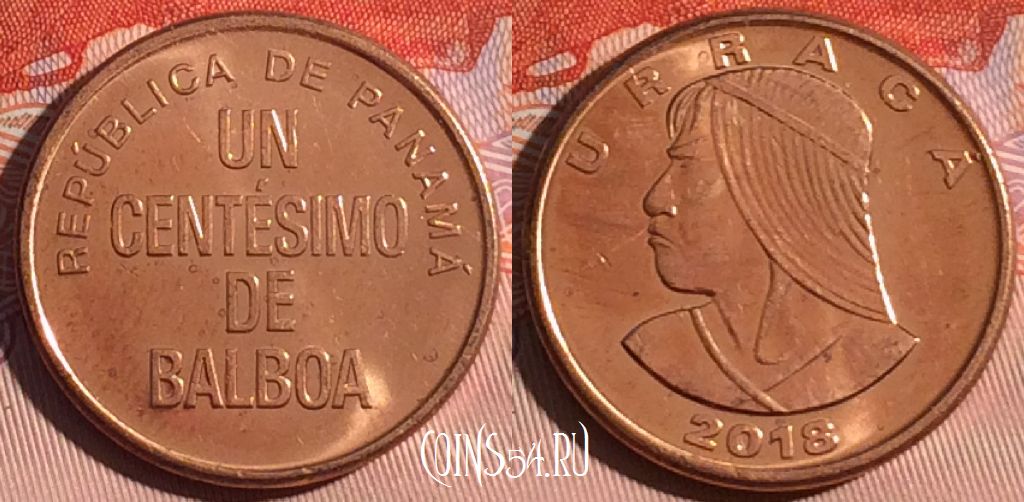 REPÚBLICA DE PANAMÁ
UN
CENTÉSIMO
DE
BALBOA
URRACÁ
2018
COINS54.RU